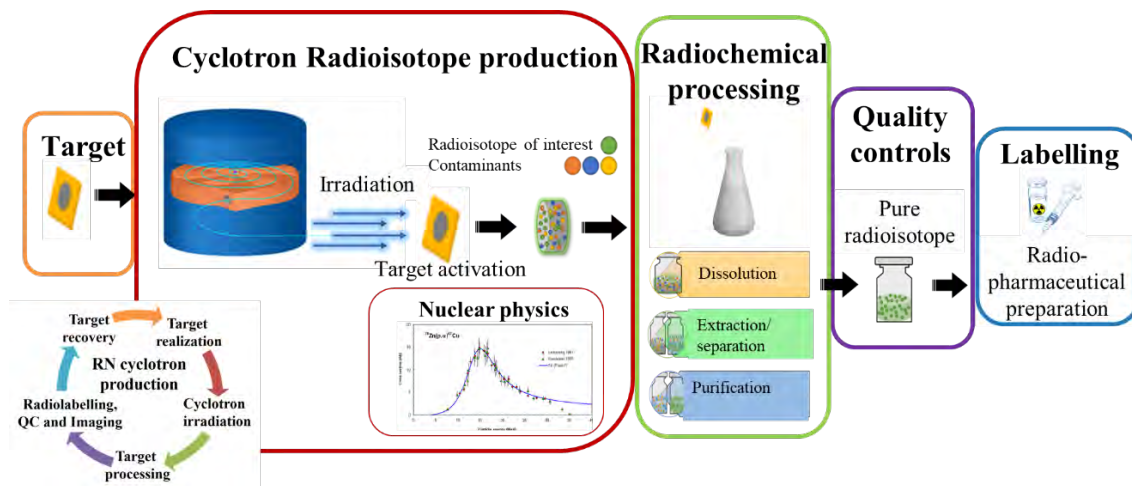 Target
Cyclotron Radioisotope production
Radioisotope of interest
Contaminants
Irradiation
Target activation
Nuclear physics
Radiochemical
processing
Dissolution
Extraction/
separation
Purification
Quality
controls
Pure
radioisotope
Labelling
Radio-
pharmaceutical
preparation
Target
recovery
Target
realization
RN cyclotron
production
Radiolabelling,
QC and Imaging
Cyclotron
irradiation
Target
processing